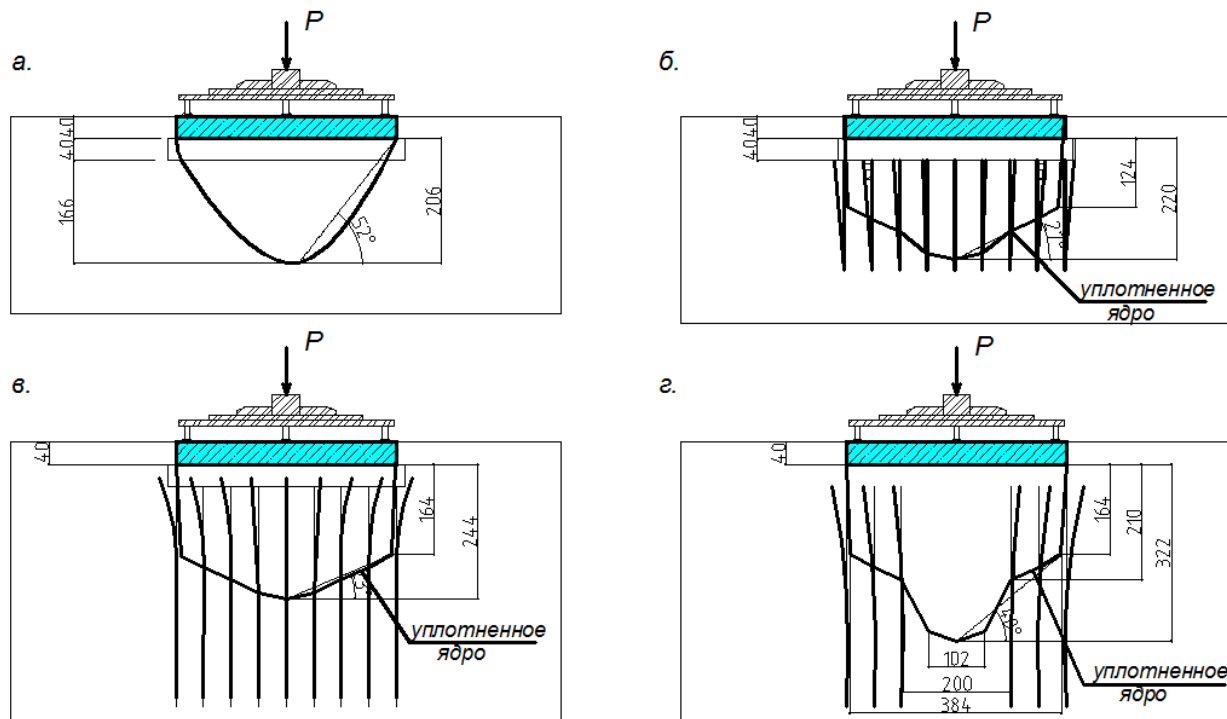 P
а.
40
40
166
206
52°
P
б.
40
40
124
220
21°
уплотненное
ядро
P
в.
40
164
244
уплотненное
ядро
P
г.
40
164
210
322
102
200
384
уплотненное
ядро